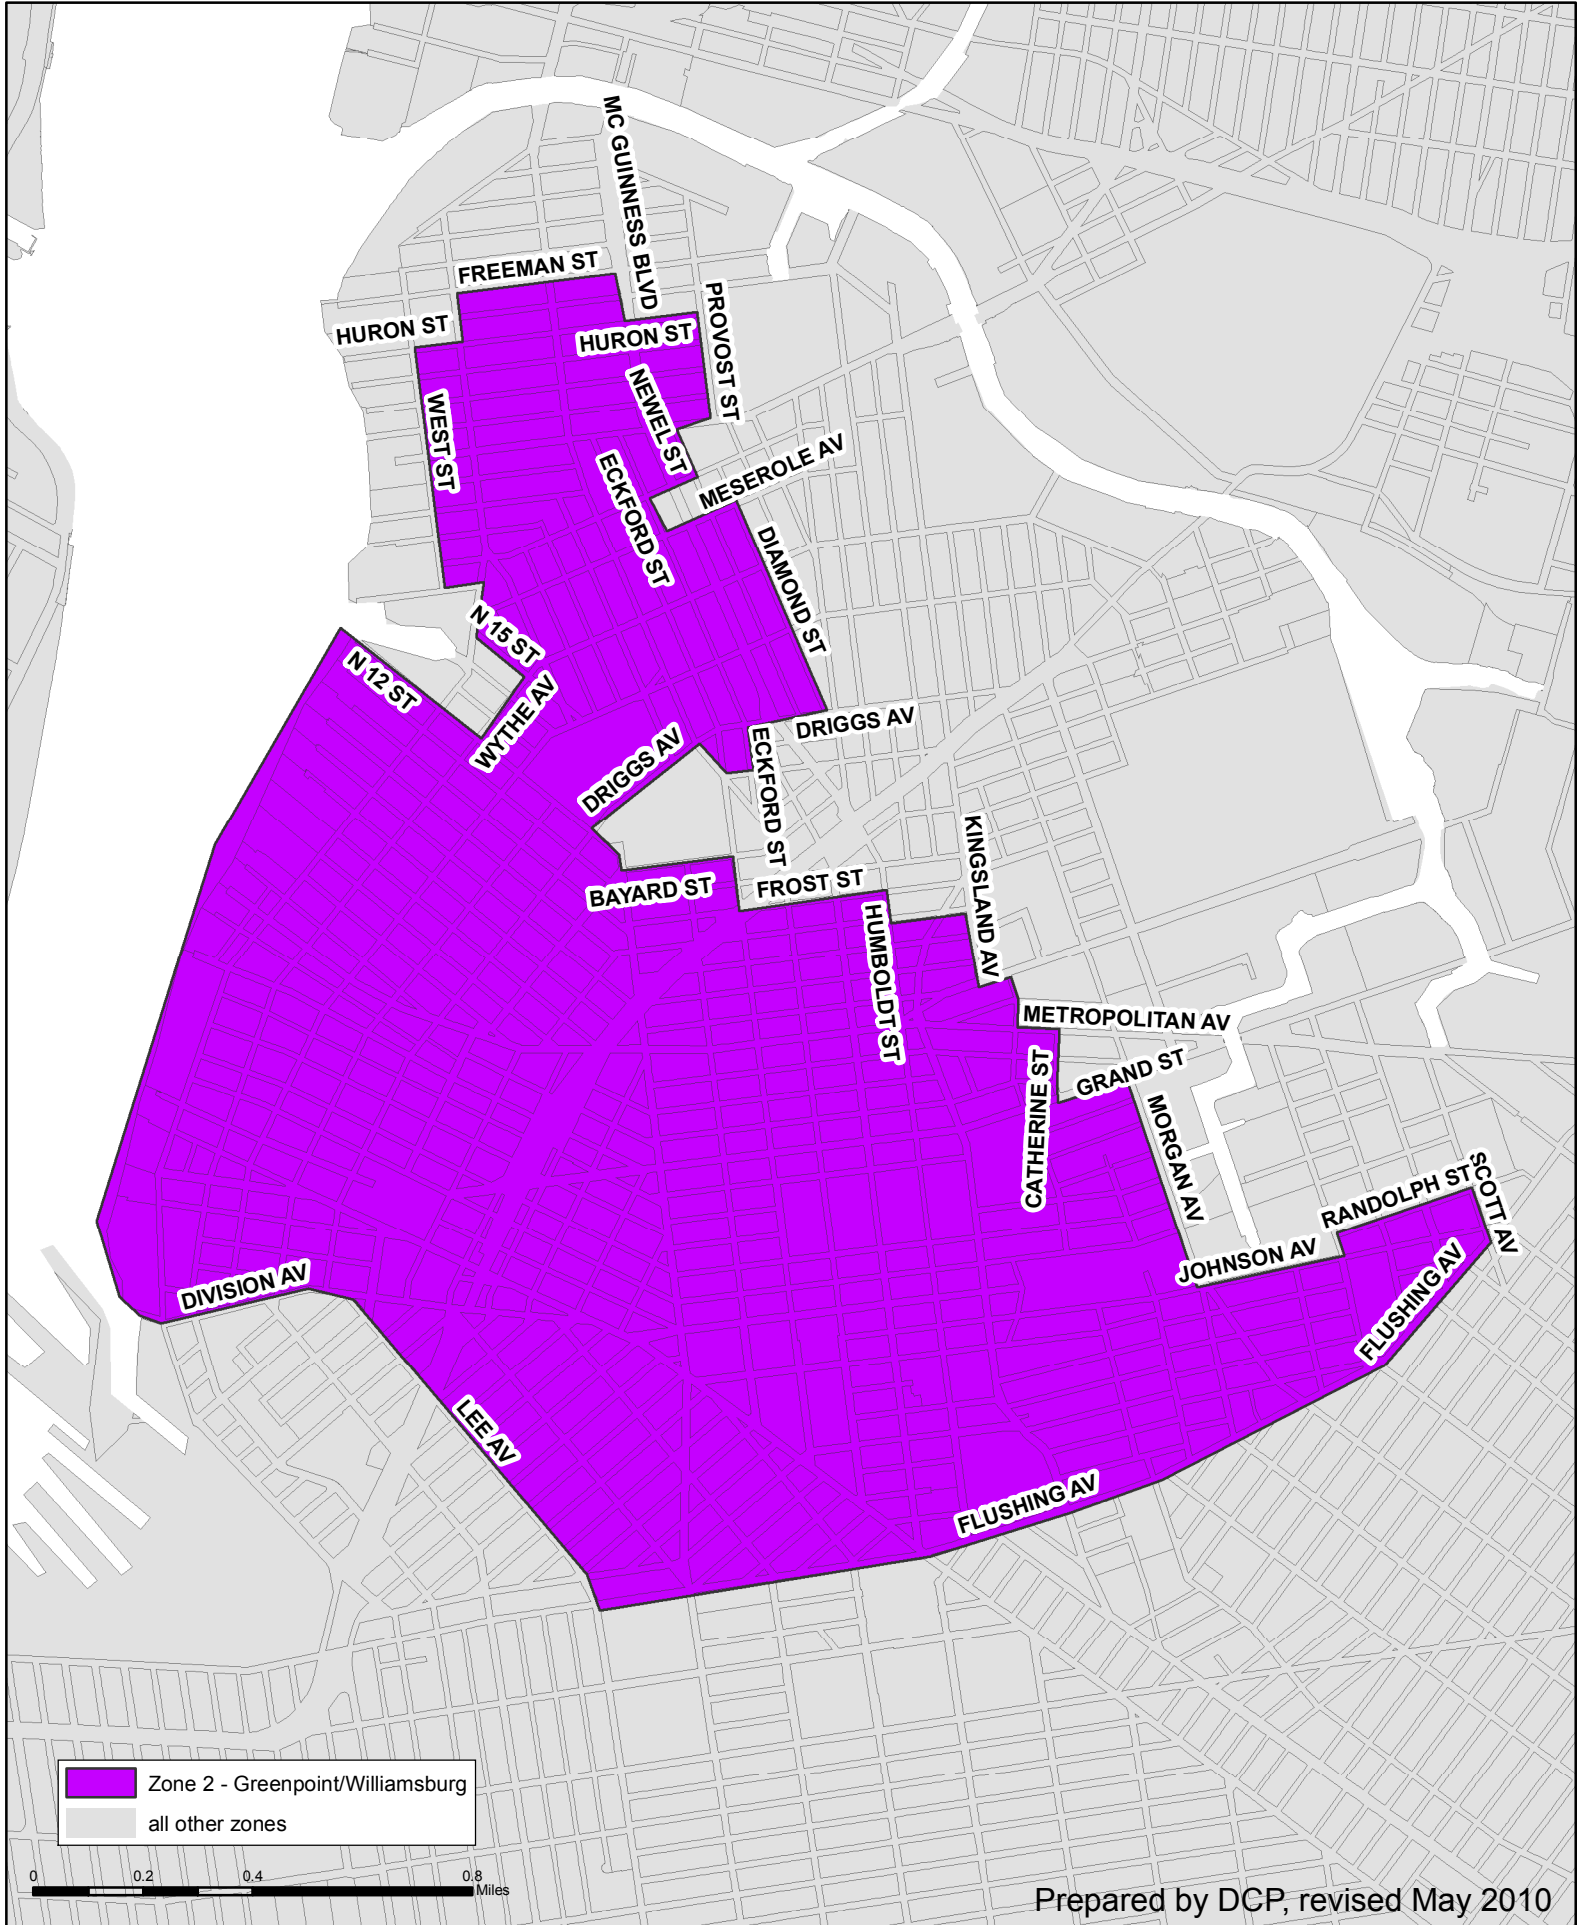 MC GUINNESS BLVD
FREEMAN ST
PROVOST ST
HURON ST
HURON ST
NEWEL ST
WEST ST
MESEROLE AV
ECKFORD ST
DIAMOND ST
N 15 ST
N 12 ST
WYTHE AV
DRIGGS AV
DRIGGS AV
ECKFORD ST
KINGSLAND AV
BAYARD ST
FROST ST
HUMBOLDT ST
METROPOLITAN AV
CATHERINE ST
GRAND ST
MORGAN AV
RANDOLPH ST
SCOTT AV
JOHNSON AV
DIVISION AV
FLUSHING AV
LEE AV
FLUSHING AV
Zone 2 - Greenpoint/Williamsburg
all other zones
0 0.2 0.4 0.8
Miles
Prepared by DCP, revised May 2010